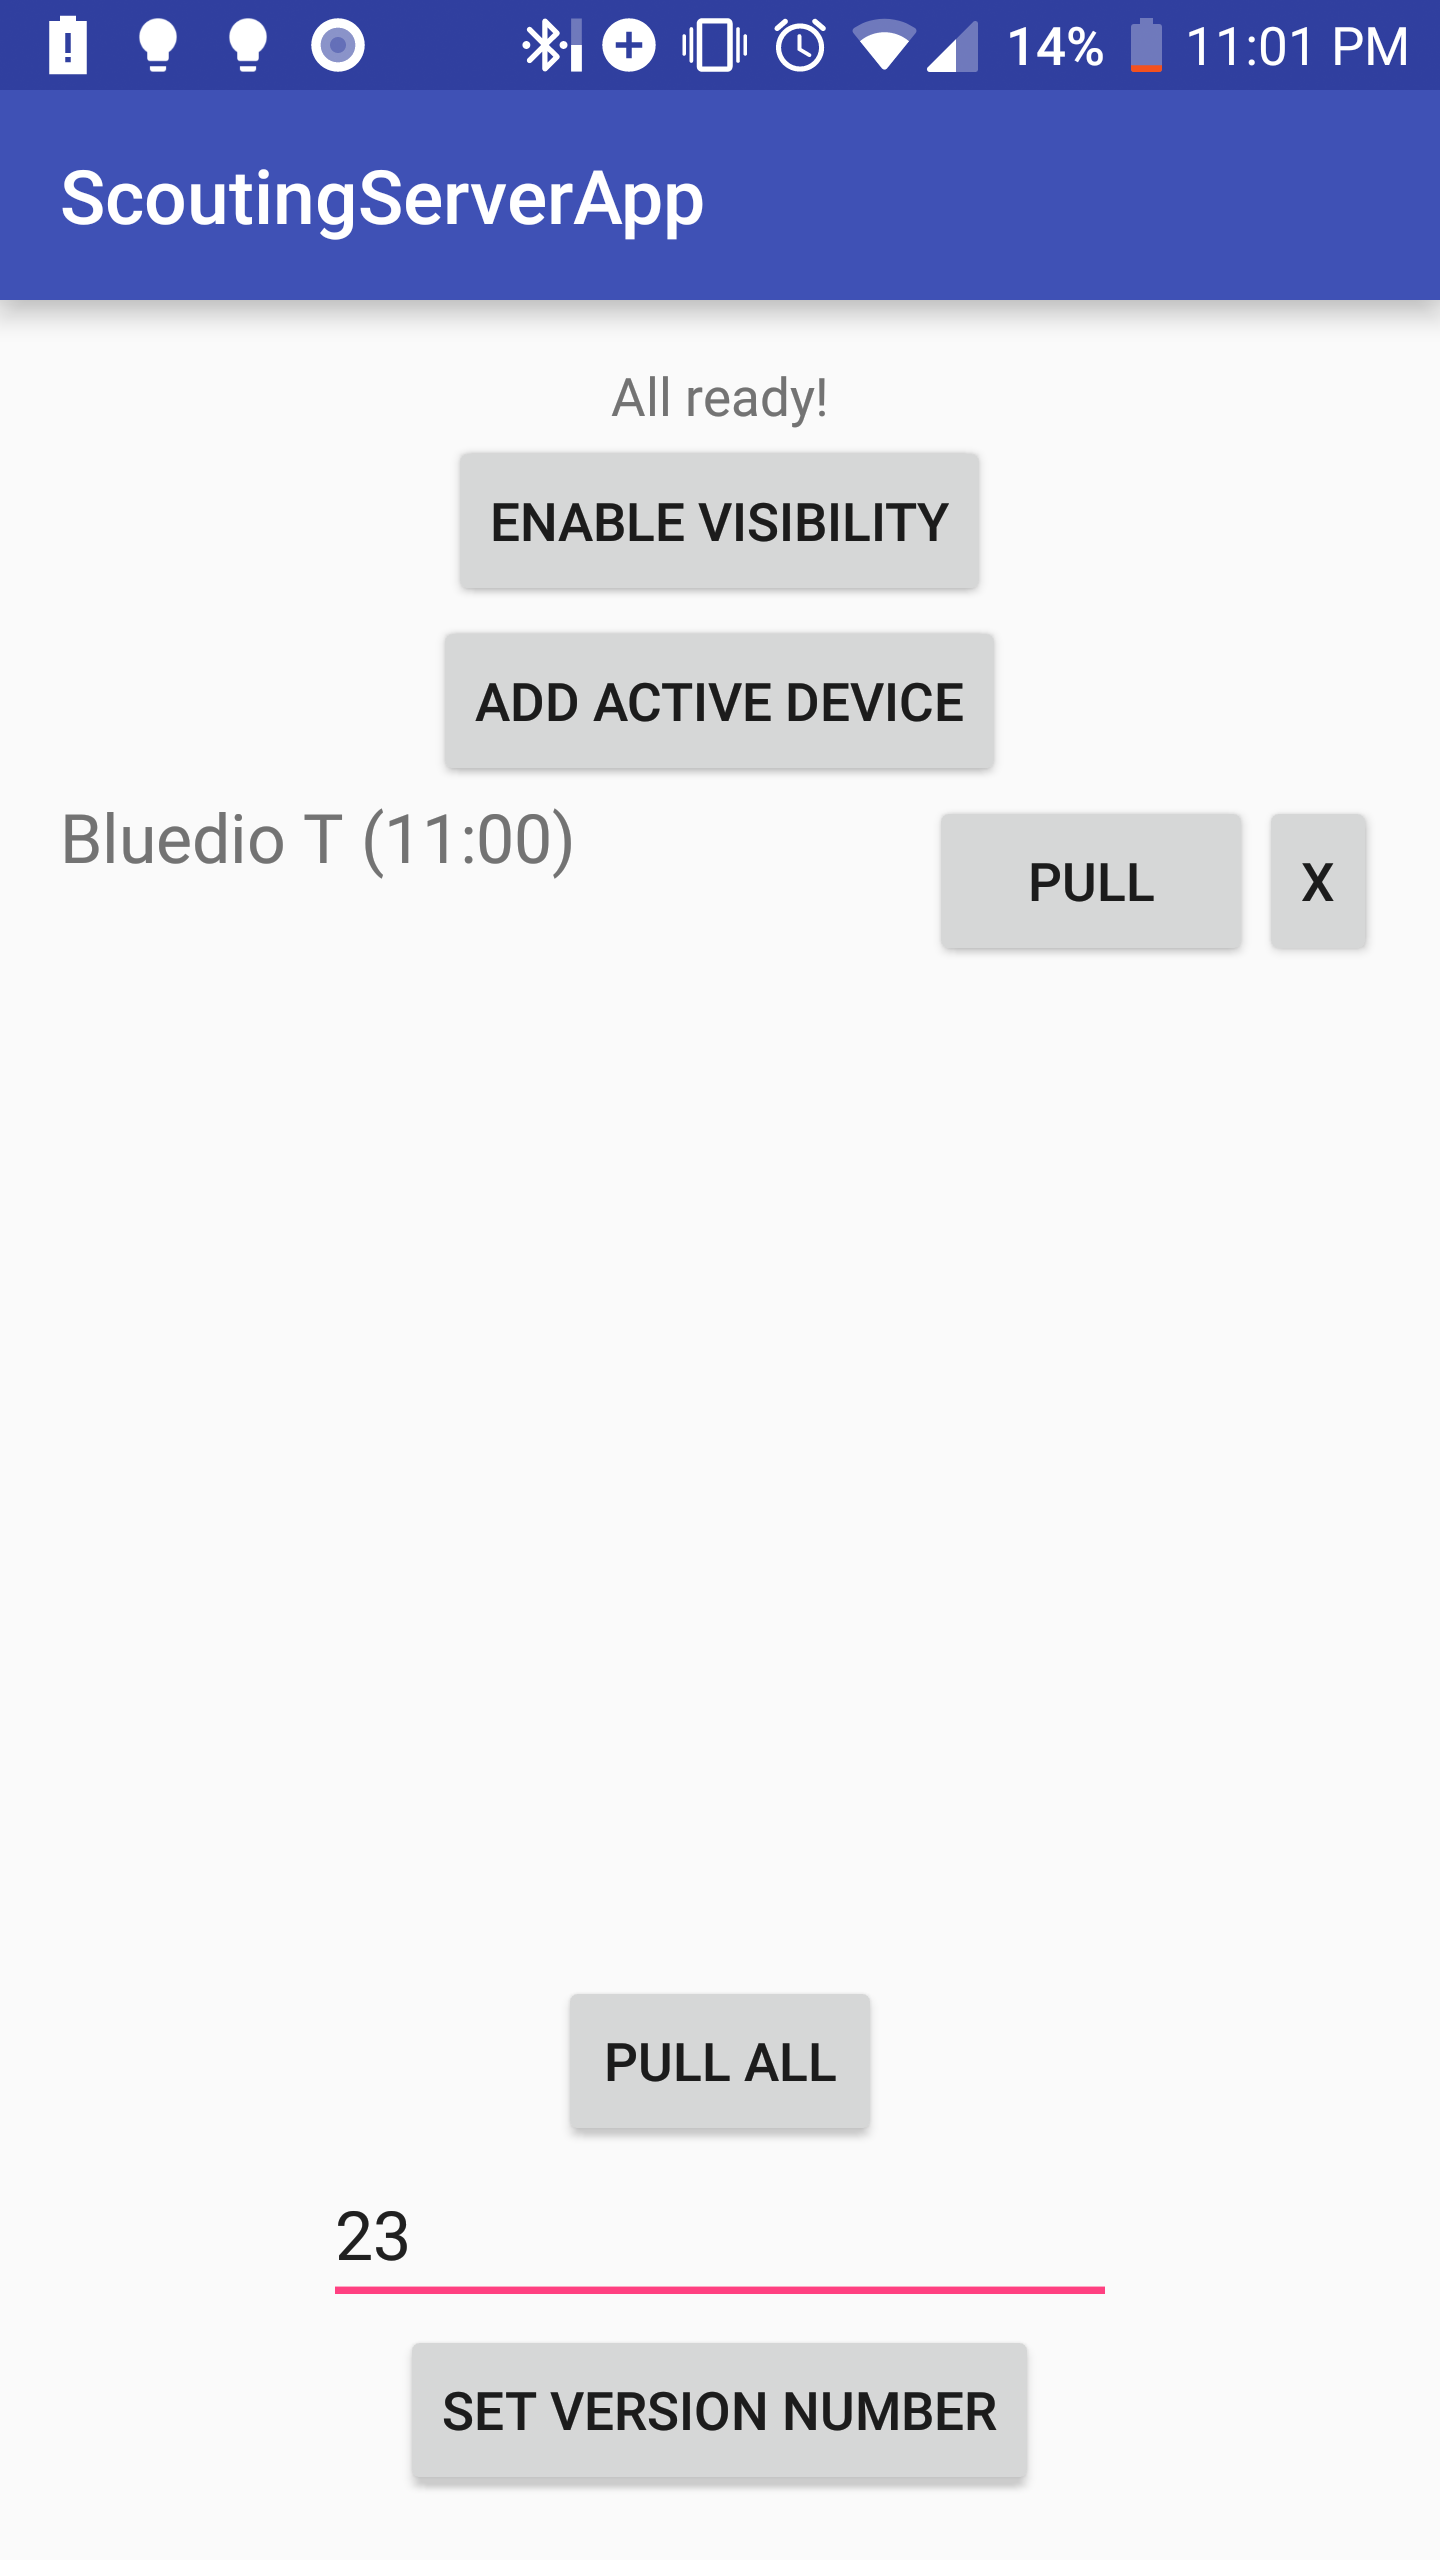 14% 11:01 PM
ScoutingServerApp
All ready!
ENABLE VISIBILITY
ADD ACTIVE DEVICE
Bluedio T (11:00)
PULL
X
PULL ALL
23
SET VERSION NUMBER